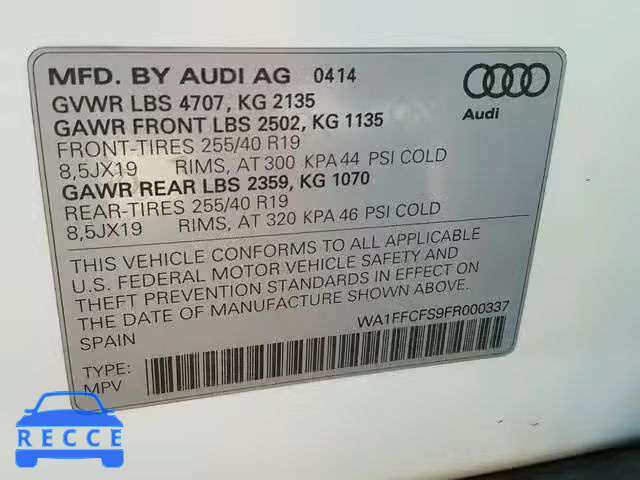 MFD. BY AUDI AG 0414
GVWR LBS 4707, KG 2135
GAWR FRONT LBS 2502, KG 1135
FRONT-TIRES 255/40 R19
8,5JX19 RIMS, AT 300 KPA 44 PSI COLD
GAWR REAR LBS 2359, KG 1070
REAR-TIRES 255/40 R19
8,5JX19 RIMS, AT 320 KPA 46 PSI COLD
Audi
THIS VEHICLE CONFORMS TO ALL APPLICABLE
U.S. FEDERAL MOTOR VEHICLE SAFETY AND
THEFT PREVENTION STANDARDS IN EFFECT ON
THE DATE OF MANUFACTURE SHOWN ABOVE.
SPAIN WA1FFCFS9FR000337
TYPE:
MPV
RECCE